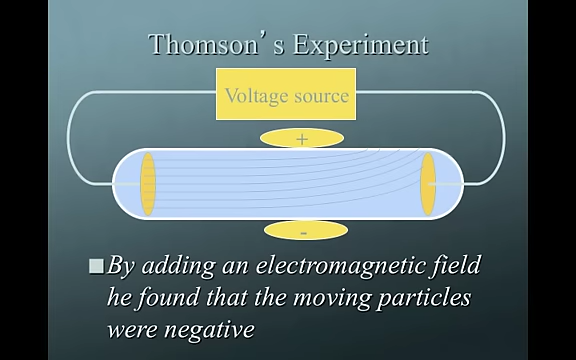 Thomson's Experiment
Voltage source
+
-
By adding an electromagnetic field
he found that the moving particles
were negative